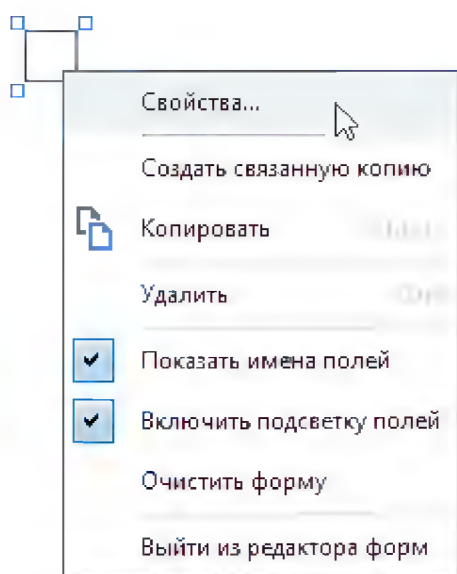 Свойства...
Создать связанную копию
Копировать
Удалить
Показать имена полей
Включить подсветку полей
Очистить форму
Выйти из редактора форм